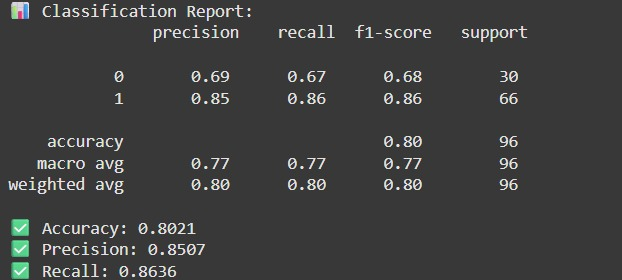 📊 Classification Report:
precision recall f1-score support
0 0.69 0.67 0.68 30
1 0.85 0.86 0.86 66
accuracy 0.80 96
macro avg 0.77 0.77 0.77 96
weighted avg 0.80 0.80 0.80 96
✅ Accuracy: 0.8021
✅ Precision: 0.8507
✅ Recall: 0.8636